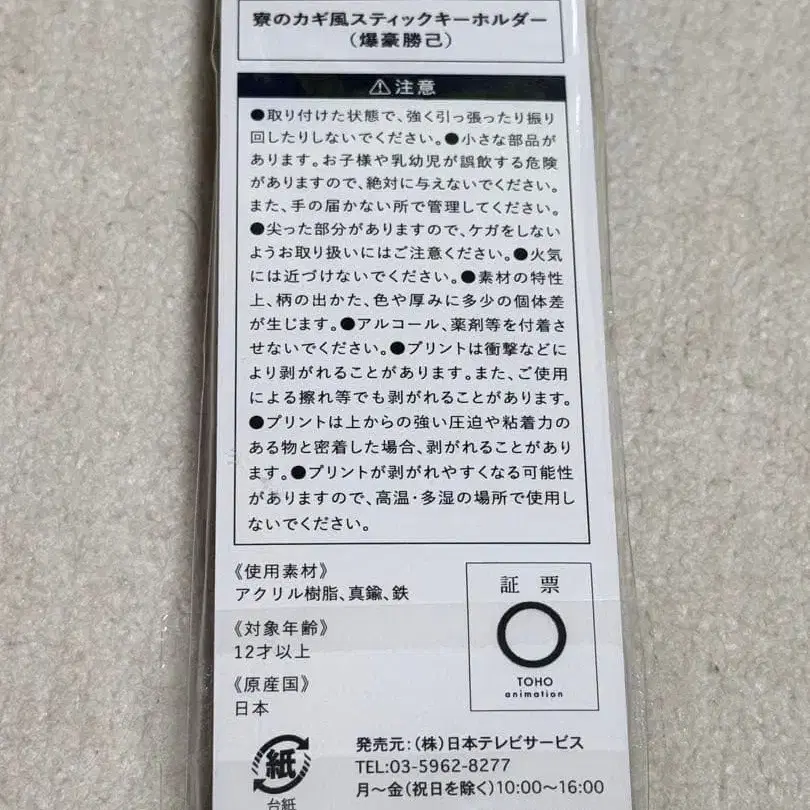 寮のカギ風スティックキーホルダー
(爆豪勝己)
⚠注意
●取り付けた状態で、強く引っ張ったり振り
回したりしないでください。●小さな部品が
あります。お子様や乳幼児が誤飲する危険
がありますので、絶対に与えないでください。
また、手の届かない所で管理してください。
●尖った部分がありますので、ケガをしない
ようお取り扱いにはご注意ください。●火気
には近づけないでください。●素材の特性
上、柄の出かた、色や厚みに多少の個体差
が生じます。●アルコール、薬剤等を付着さ
せないでください。●プリントは衝撃などに
より剥がれることがあります。また、ご使用
による擦れ等でも剥がれることがあります。
●プリントは上からの強い圧迫や粘着力の
ある物と密着した場合、剥がれることがあり
ます。●プリントが剥がれやすくなる可能性
がありますので、高温・多湿の場所で使用し
ないでください。
《使用素材》
アクリル樹脂、真鍮、鉄
《対象年齢》
12才以上
《原産国》
日本
証票
TOHO
animation
紙
台紙
発売元:(株)日本テレビサービス
TEL:03-5962-8277
月〜金(祝日を除く)10:00〜16:00